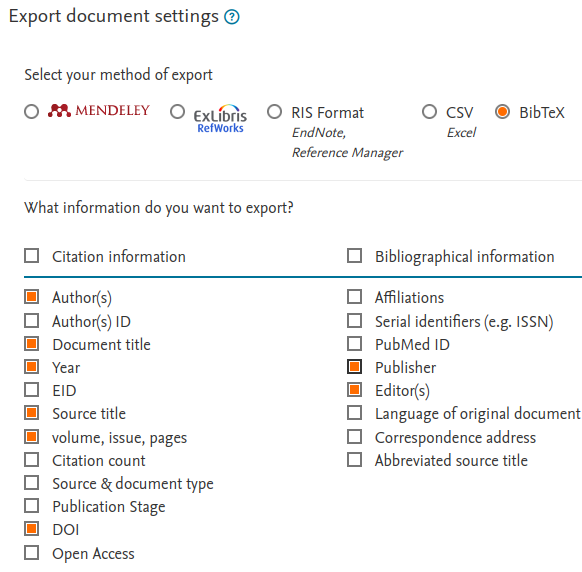 Export document settings ?
Select your method of export
MENDELEY
ExLibris
RefWorks
RIS Format
EndNote,
Reference Manager
CSV
Excel
BibTeX
What information do you want to export?
Citation information
Author(s)
Author(s) ID
Document title
Year
EID
Source title
volume, issue, pages
Citation count
Source & document type
Publication Stage
DOI
Open Access
Bibliographical information
Affiliations
Serial identifiers (e.g. ISSN)
PubMed ID
Publisher
Editor(s)
Language of original document
Correspondence address
Abbreviated source title